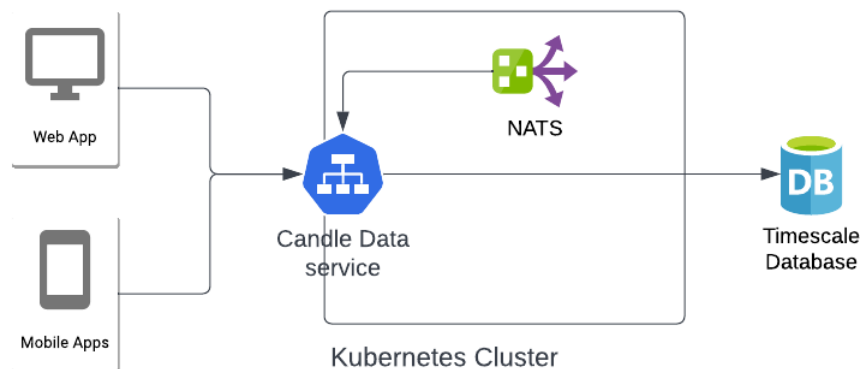 Web App
NATS
Candle Data
service
Timescale
Database
DB
Mobile Apps
Kubernetes Cluster